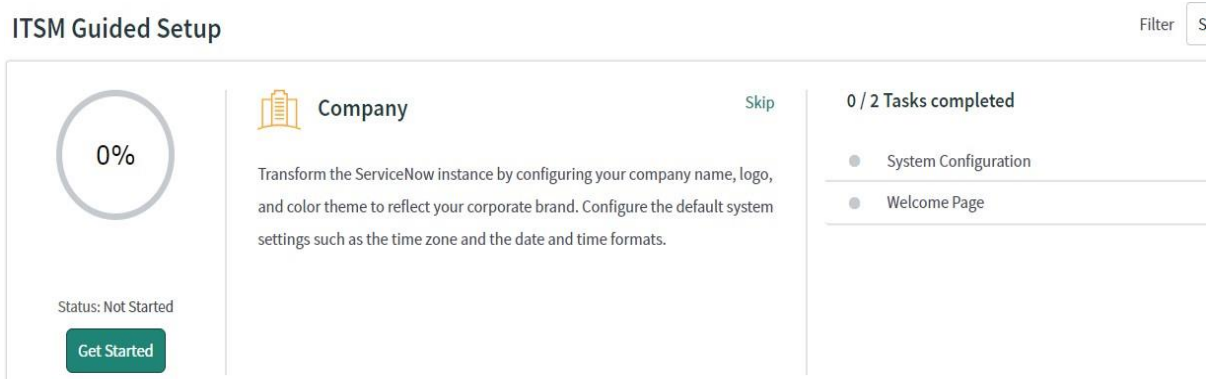 ITSM Guided Setup
Filter
S
0%
Status: Not Started
Get Started
Company
Skip
Transform the ServiceNow instance by configuring your company name, logo,
and color theme to reflect your corporate brand. Configure the default system
settings such as the time zone and the date and time formats.
0 / 2 Tasks completed
System Configuration
Welcome Page